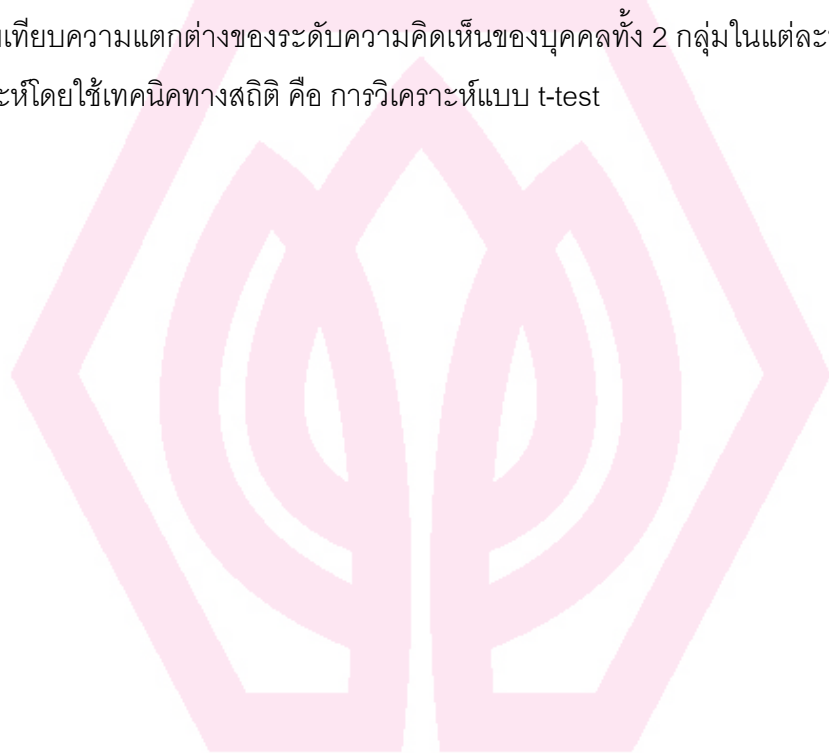 เทียบความแตกต่างของระดับความคิดเห็นของบุคคลทั้ง 2 กลุ่มในแต่ละ
ะห์โดยใช้เทคนิคทางสถิติ คือ การวิเคราะห์แบบ t-test